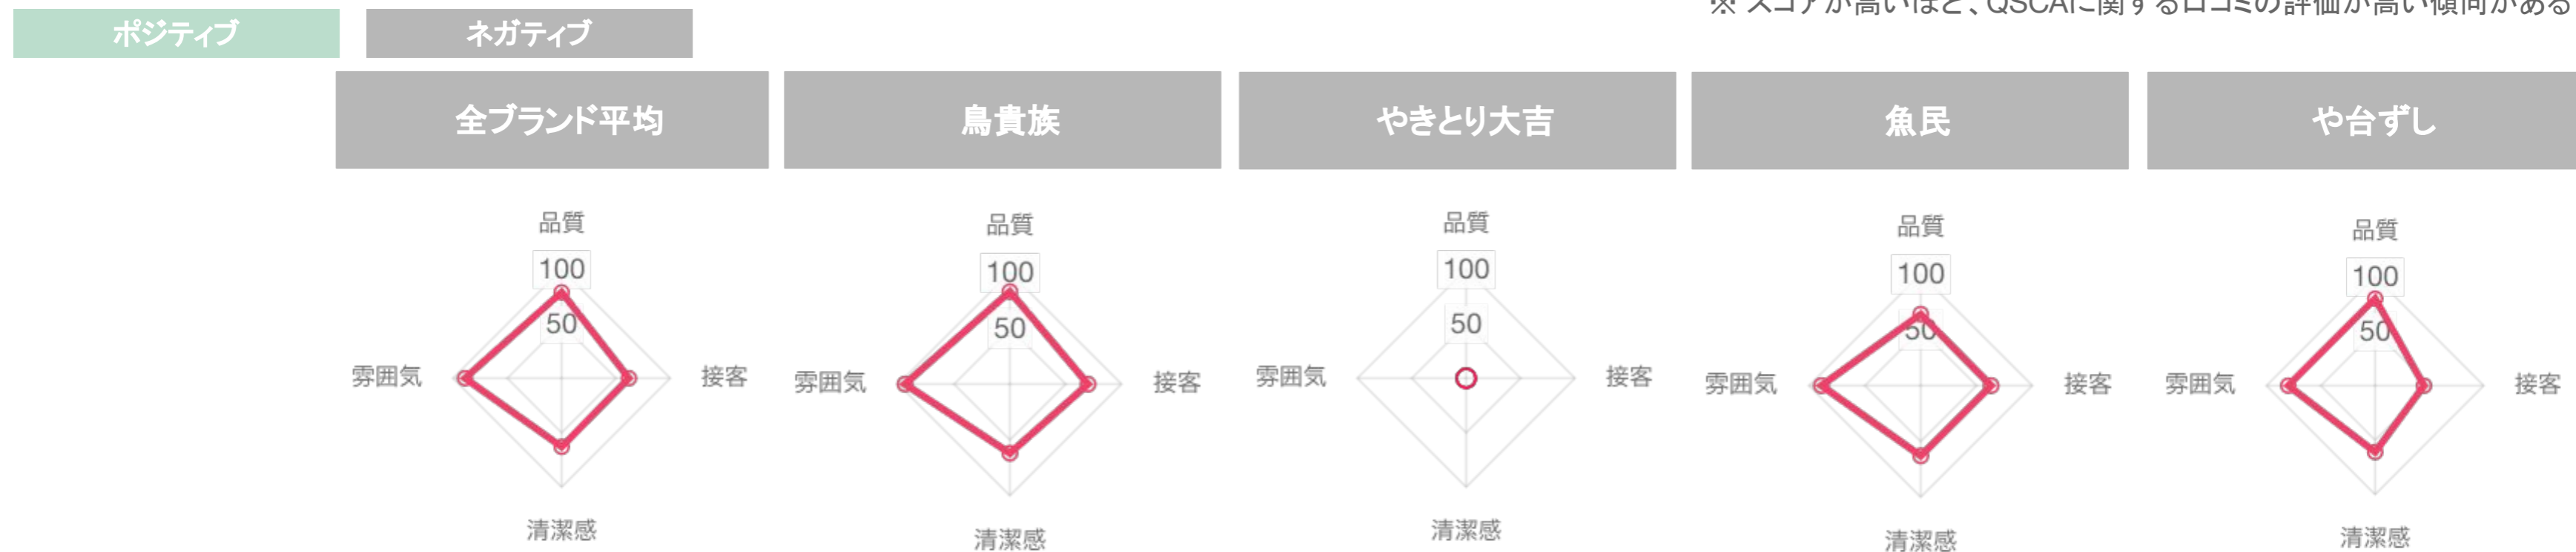 ※ スコアが高いほど、QSCAに関する口コミの評価が高い傾向がある
ポジティブ
ネガティブ
全ブランド平均
鳥貴族
やきとり大吉
魚民
や台ずし
品質
100
50
雰囲気
接客
清潔感
品質
100
50
雰囲気
接客
清潔感
品質
100
50
雰囲気
接客
清潔感
品質
100
50
雰囲気
接客
清潔感
品質
100
50
雰囲気
接客
清潔感